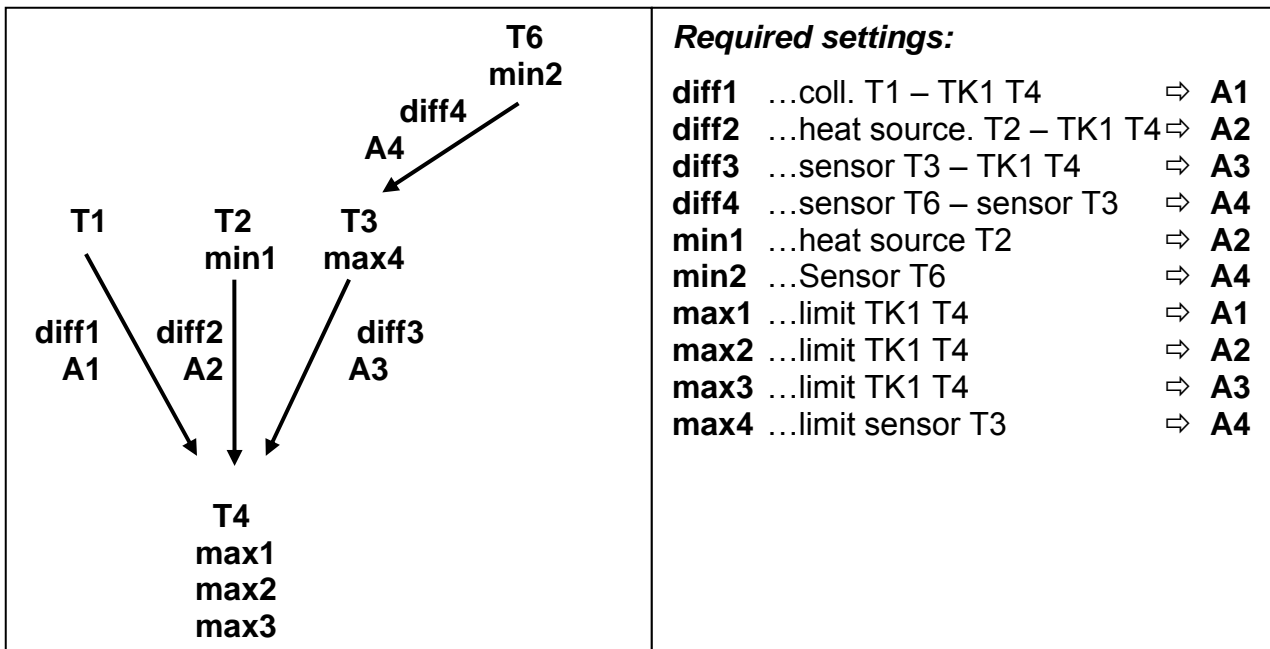 T6
min2
diff4
A4
T1 T2 T3
min1 max4
diff1 diff2 diff3
A1 A2 A3
T4
max1
max2
max3
Required settings:
diff1 …coll. T1 – TK1 T4 ⇨ A1
diff2 …heat source. T2 – TK1 T4 ⇨ A2
diff3 …sensor T3 – TK1 T4 ⇨ A3
diff4 …sensor T6 – sensor T3 ⇨ A4
min1 …heat source T2 ⇨ A2
min2 …Sensor T6 ⇨ A4
max1 …limit TK1 T4 ⇨ A1
max2 …limit TK1 T4 ⇨ A2
max3 …limit TK1 T4 ⇨ A3
max4 …limit sensor T3 ⇨ A4